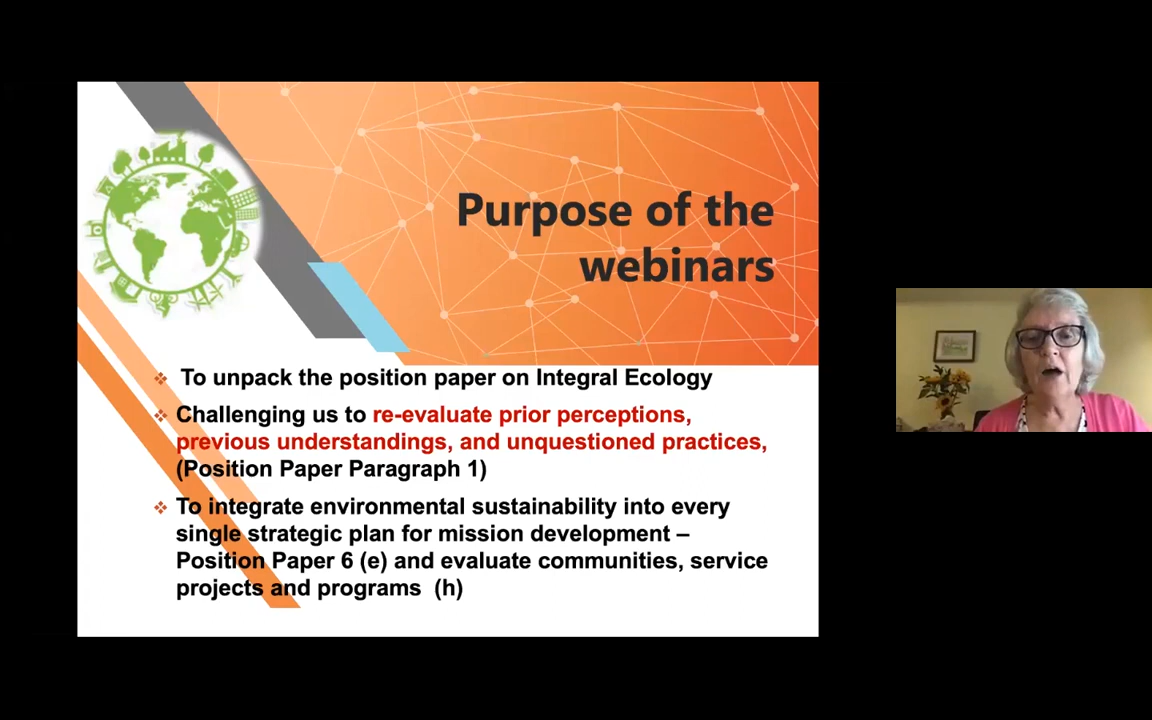 Purpose of the
webinars
To unpack the position paper on Integral Ecology
Challenging us to re-evaluate prior perceptions,
previous understandings, and unquestioned practices,
(Position Paper Paragraph 1)
To integrate environmental sustainability into every
single strategic plan for mission development –
Position Paper 6 (e) and evaluate communities, service
projects and programs (h)